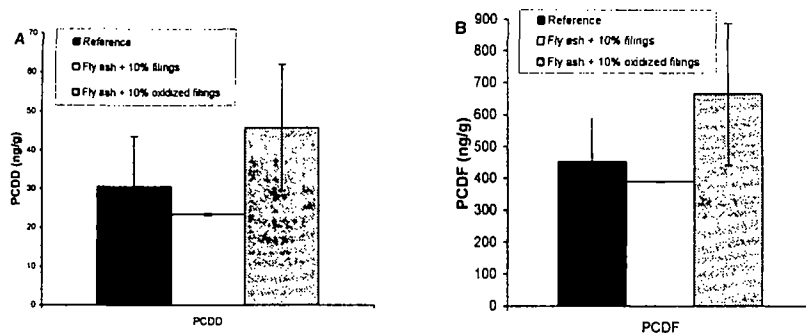 A
Reference
Fly ash + 10% filings
Fly ash + 10% oxidized filings
PCDD (ng/g)
70
60
50
40
30
20
10
0
PCDD
B
Reference
Fly ash + 10% filings
Fly ash + 10% oxidized filings
PCDF (ng/g)
900
800
700
600
500
400
300
200
100
0
PCDF